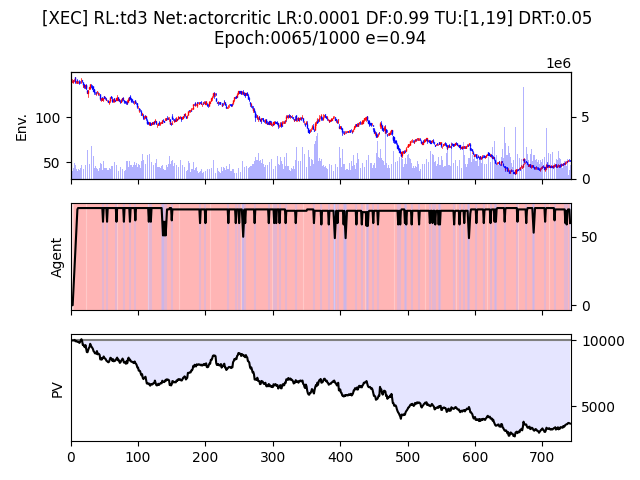 [XEC] RL:td3 Net:actorcritic LR:0.0001 DF:0.99 TU:[1,19] DRT:0.05
Epoch:0065/1000 e=0.94
1e6
Env.
100
50
5
0
Agent
50
0
PV
10000
5000
0 100 200 300 400 500 600 700